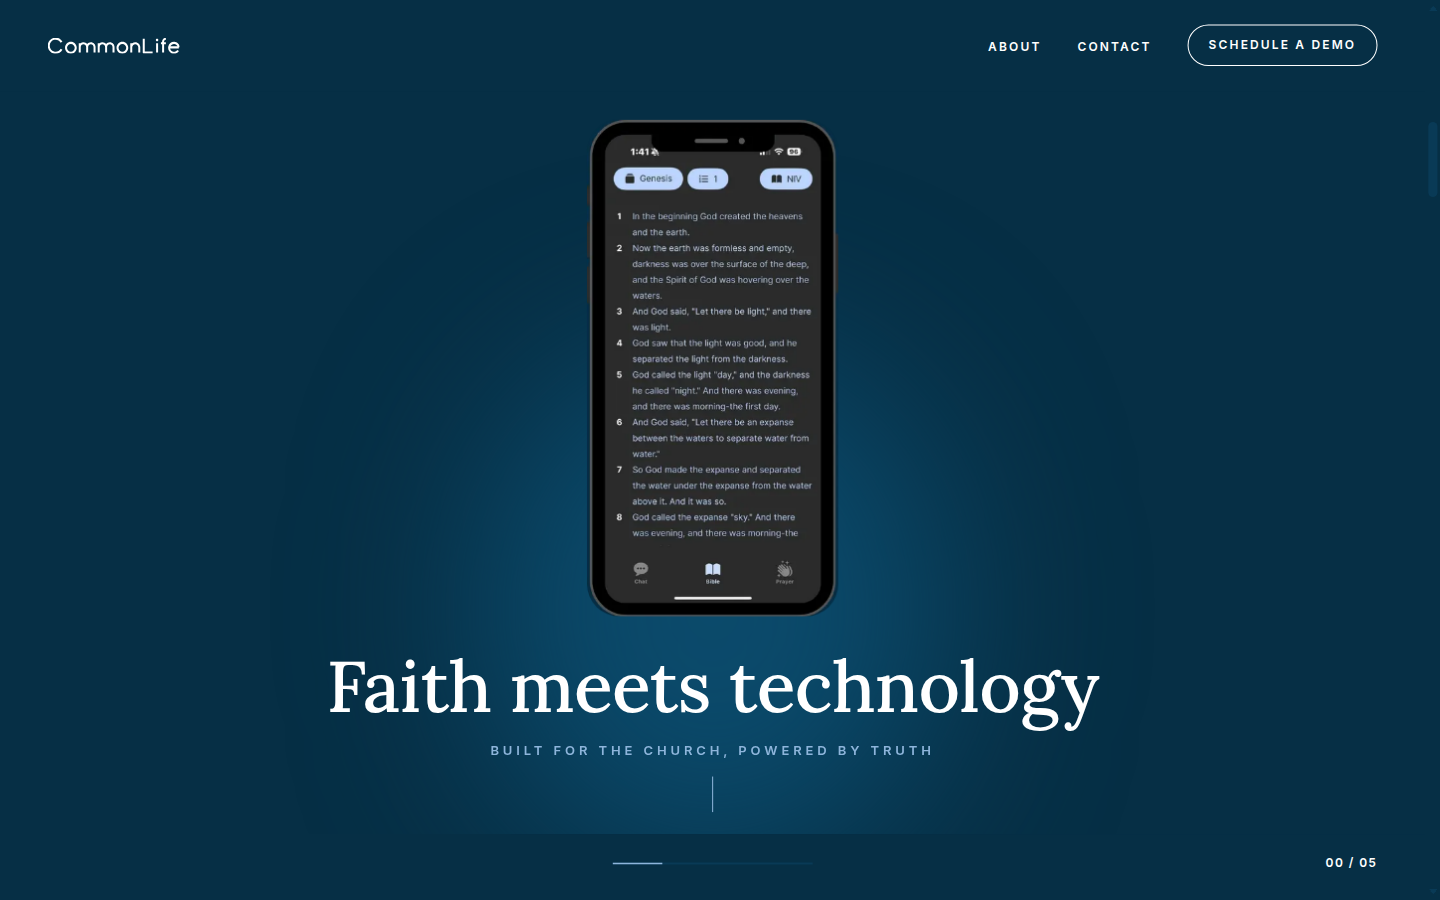 CommonLife
ABOUT
CONTACT
SCHEDULE A DEMO
1:41
96
Genesis
1
NIV
1 In the beginning God created the heavens
and the earth.
2 Now the earth was formless and empty,
darkness was over the surface of the deep,
and the Spirit of God was hovering over the
waters.
3 And God said, "Let there be light," and there
was light.
4 God saw that the light was good, and he
separated the light from the darkness.
5 God called the light "day," and the darkness
he called "night." And there was evening,
and there was morning-the first day.
6 And God said, "Let there be an expanse
between the waters to separate water from
water."
7 So God made the expanse and separated
the water under the expanse from the water
above it. And it was so.
8 God called the expanse "sky." And there
was evening, and there was morning-the
Chat
Bible
Prayer
Faith meets technology
BUILT FOR THE CHURCH, POWERED BY TRUTH
00 / 05